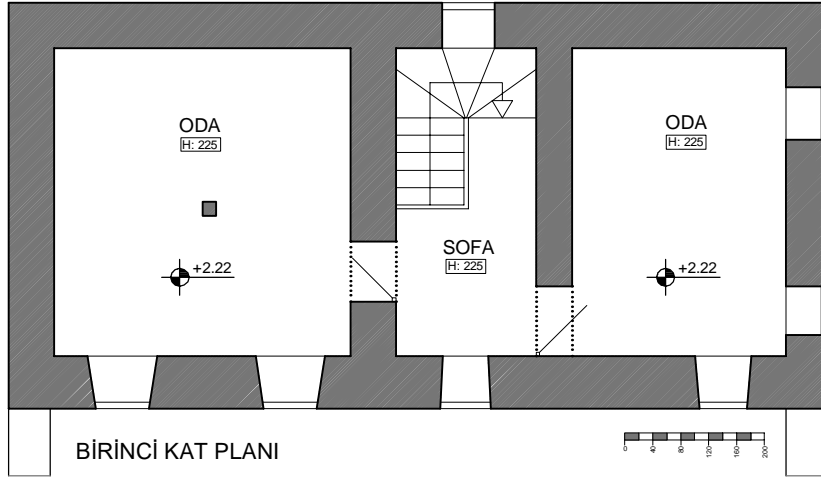 ODA
H: 225
+2.22
SOFA
H: 225
ODA
H: 225
+2.22
BİRİNCİ KAT PLANI
0 40 80 120 160 200